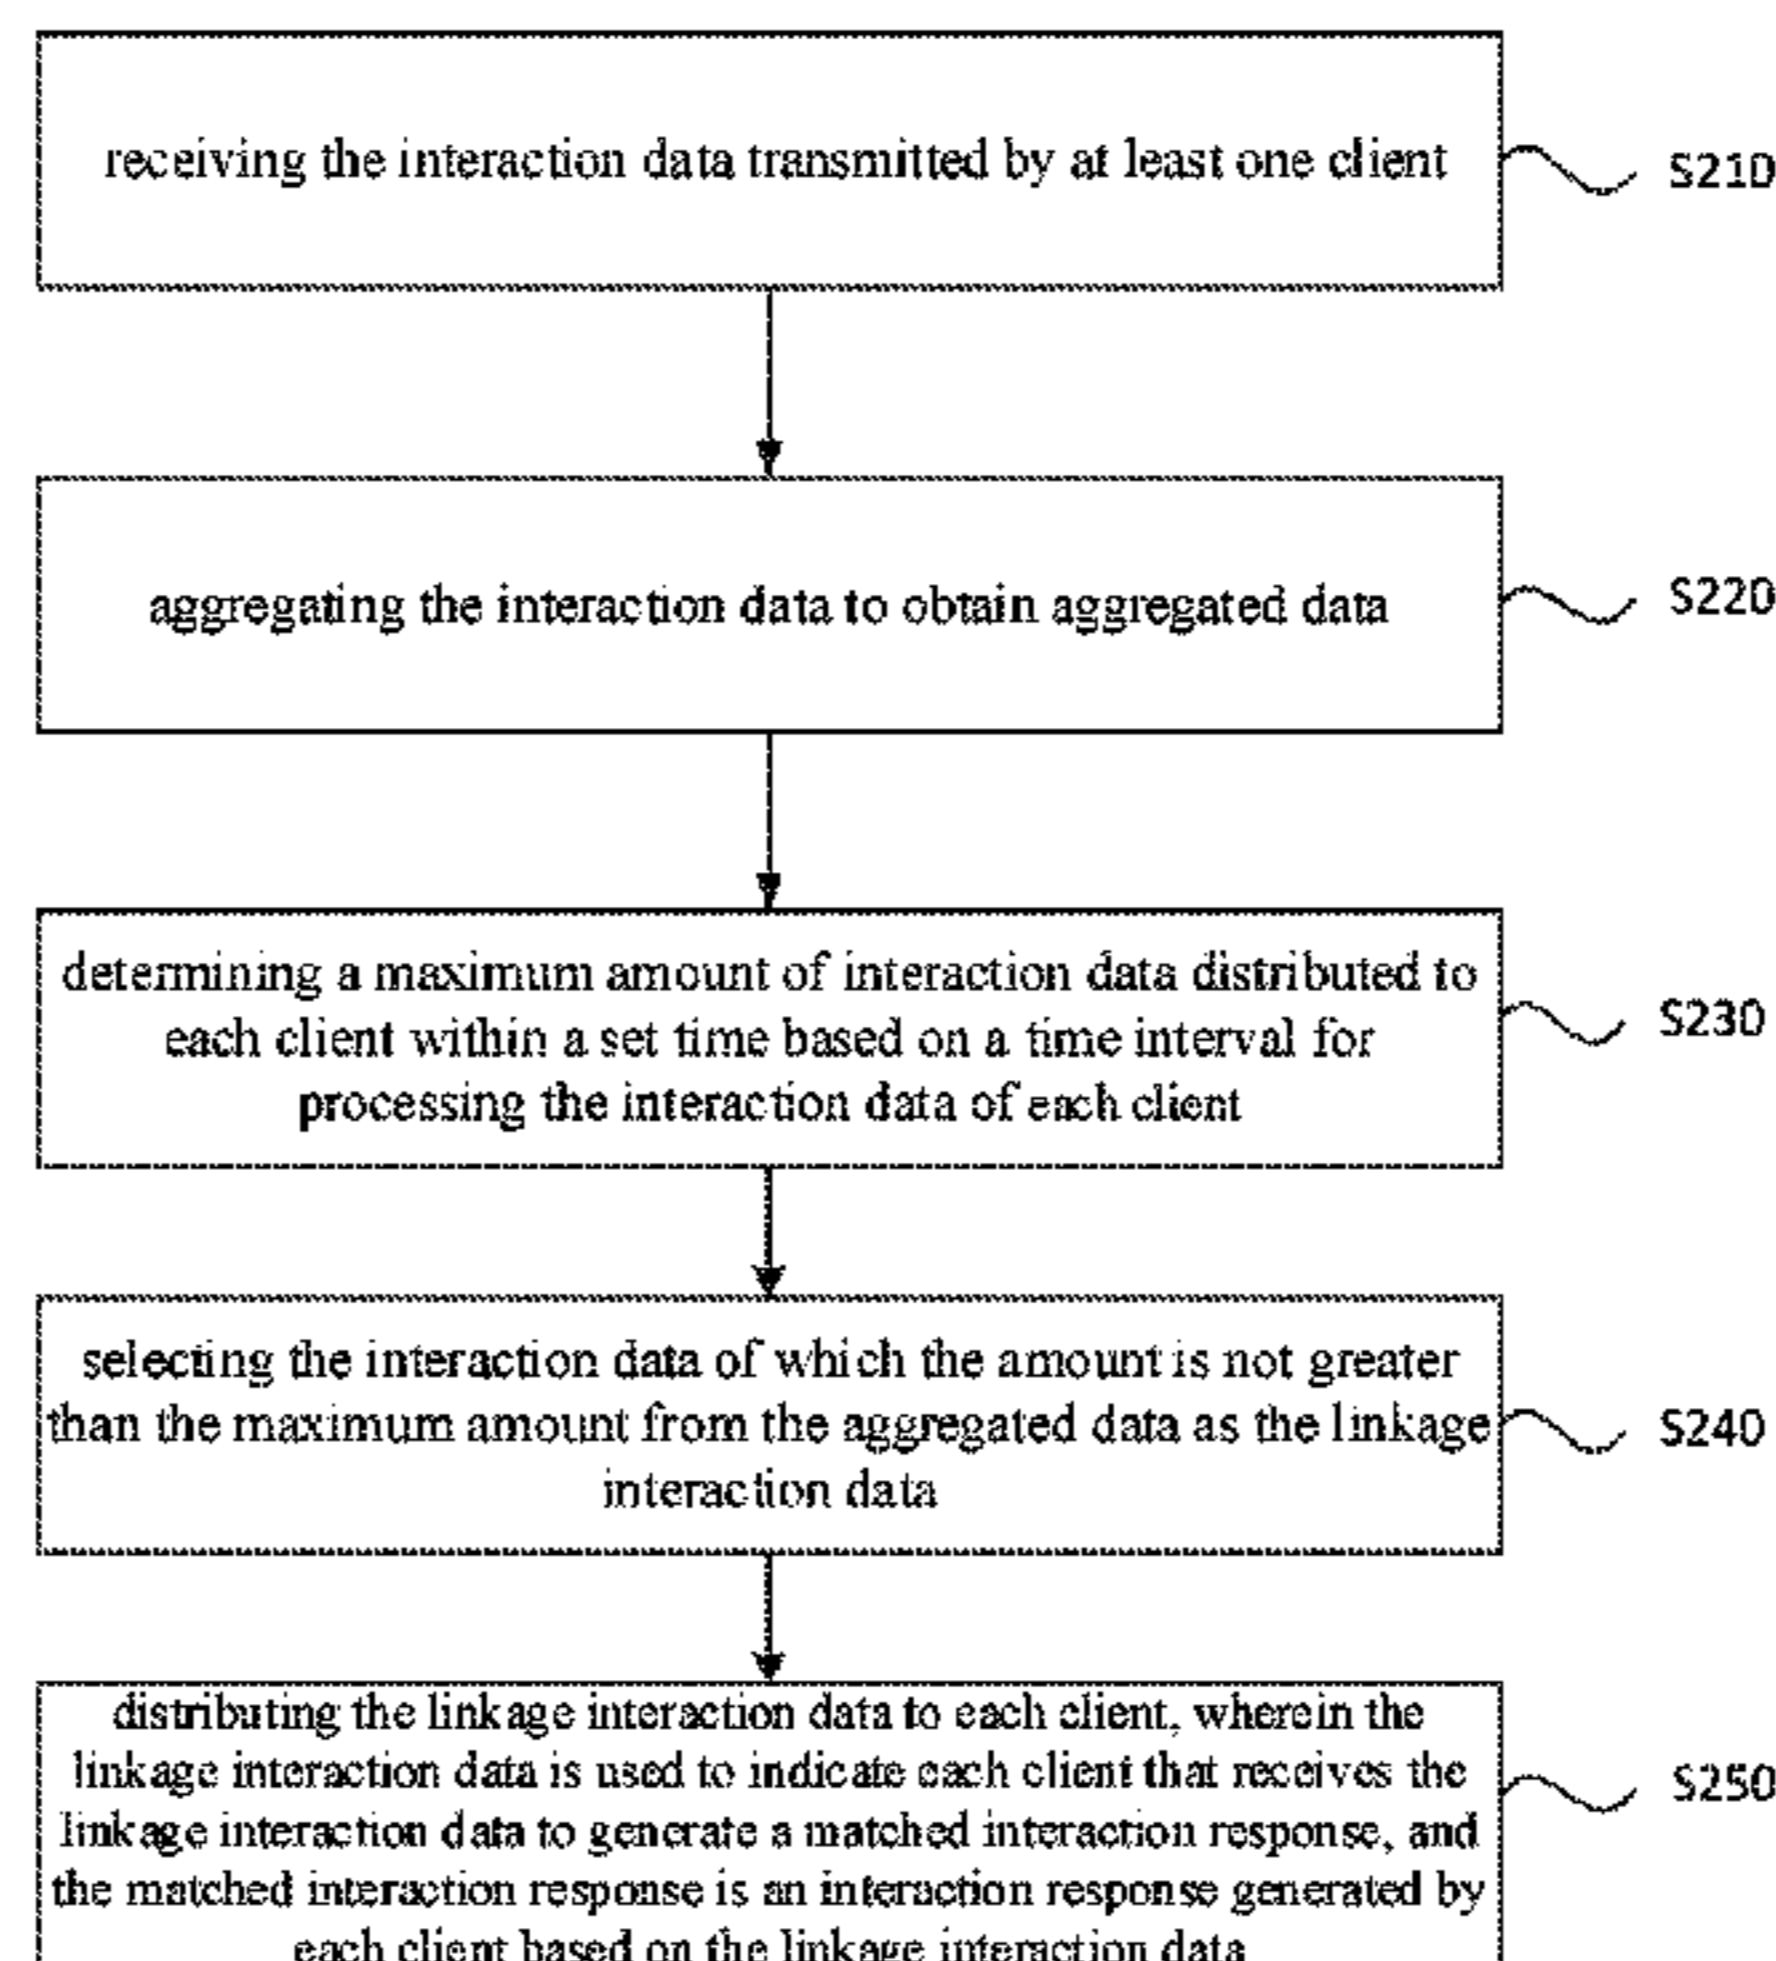 receiving the interaction data transmitted by at least one client
S210
aggregating the interaction data to obtain aggregated data
S220
determining a maximum amount of interaction data distributed to
each client within a set time based on a time interval for
processing the interaction data of each client
S230
selecting the interaction data of which the amount is not greater
than the maximum amount from the aggregated data as the linkage
interaction data
S240
distributing the linkage interaction data to each client, wherein the
linkage interaction data is used to indicate each client that receives the
linkage interaction data to generate a matched interaction response, and
the matched interaction response is an interaction response generated by
each client based on the linkage interaction data
S250